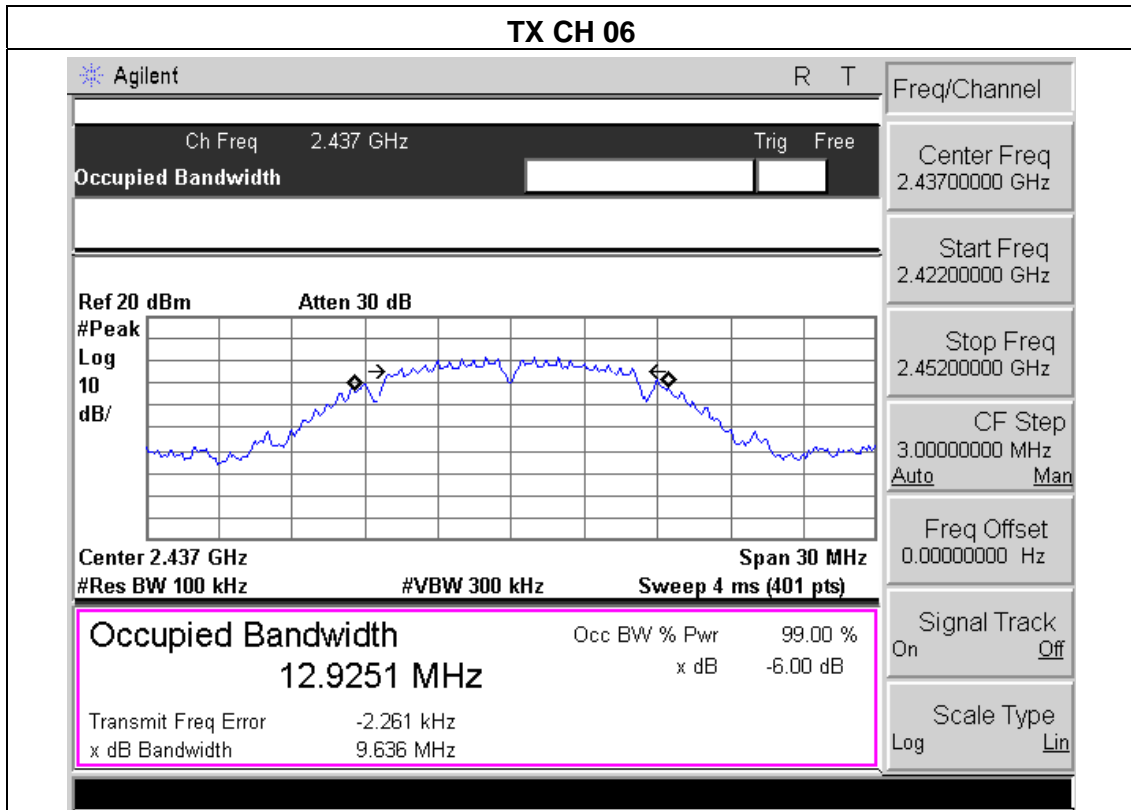 TX CH 06
Agilent R T
Freq/Channel
Ch Freq 2.437 GHz Trig Free
Occupied Bandwidth
Center Freq
2.43700000 GHz
Start Freq
2.42200000 GHz
Ref 20 dBm Atten 30 dB
#Peak
Log
10
dB/
Stop Freq
2.45200000 GHz
CF Step
3.00000000 MHz
Auto Man
Center 2.437 GHz Span 30 MHz
#Res BW 100 kHz #VBW 300 kHz Sweep 4 ms (401 pts)
Freq Offset
0.00000000 Hz
Occupied Bandwidth Occ BW % Pwr 99.00 %
12.9251 MHz x dB -6.00 dB
Transmit Freq Error -2.261 kHz
x dB Bandwidth 9.636 MHz
Signal Track
On Off
Scale Type
Log Lin